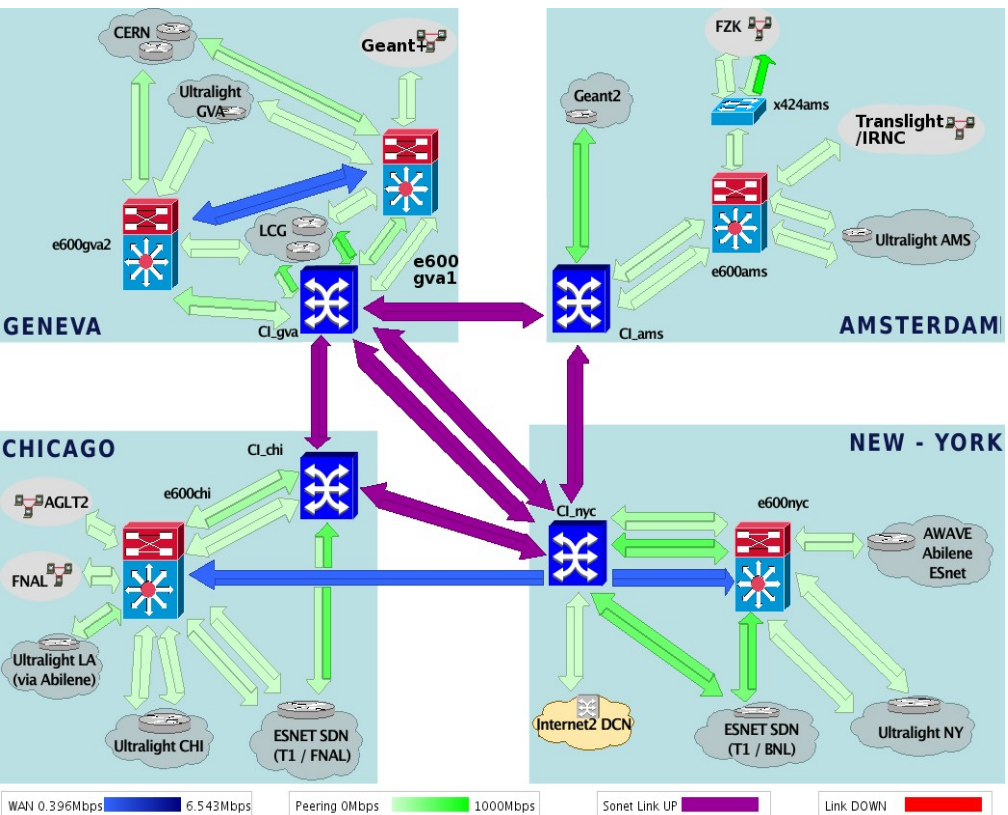 CERN
Geant+
Ultralight
GVA
LCG
e600gva2
e600
gva1
CI_gva
GENEVA
FZK
Geant2
x424ams
Translight
/IRNC
Ultralight AMS
e600ams
CI_ams
AMSTERDAM
CHICAGO
CI_chi
e600chi
AGLT2
FNAL
Ultralight LA
(via Abilene)
Ultralight CHI
ESNET SDN
(T1 / FNAL)
NEW - YORK
CI_nyc
e600nyc
AWAVE
Abilene
ESnet
Internet2 DCN
ESNET SDN
(T1 / BNL)
Ultralight NY
WAN 0.396Mbps 6.543Mbps
Peering 0Mbps 1000Mbps
Sonet Link UP
Link DOWN